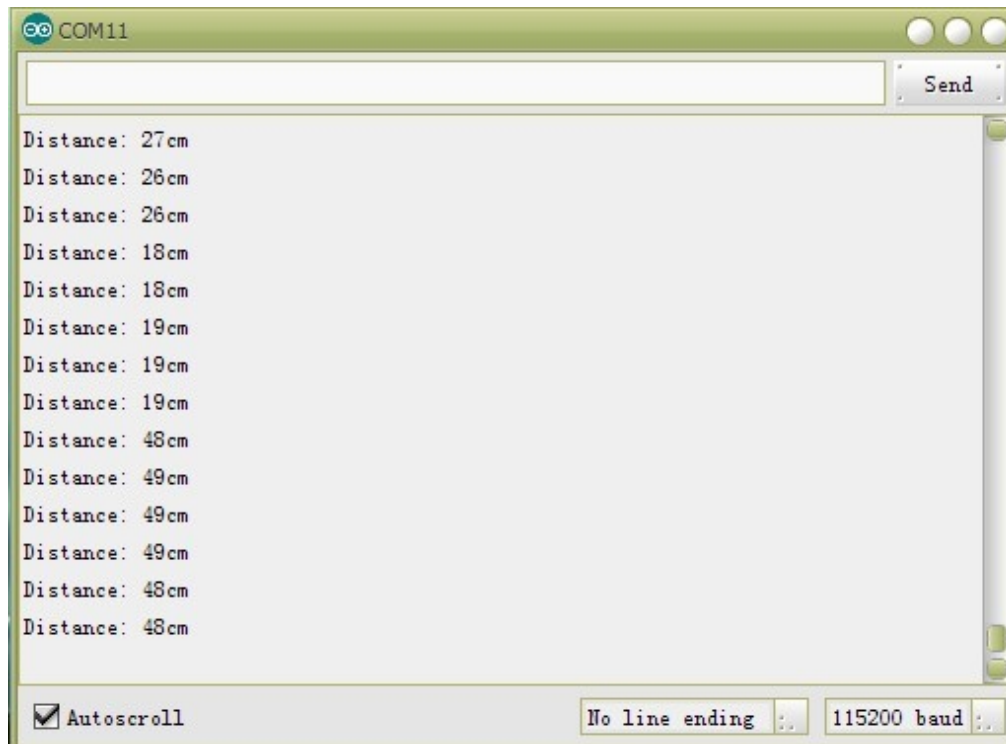 COM11
Send
Distance: 27cm
Distance: 26cm
Distance: 26cm
Distance: 18cm
Distance: 18cm
Distance: 19cm
Distance: 19cm
Distance: 19cm
Distance: 48cm
Distance: 49cm
Distance: 49cm
Distance: 49cm
Distance: 48cm
Distance: 48cm
Autoscroll
No line ending
115200 baud